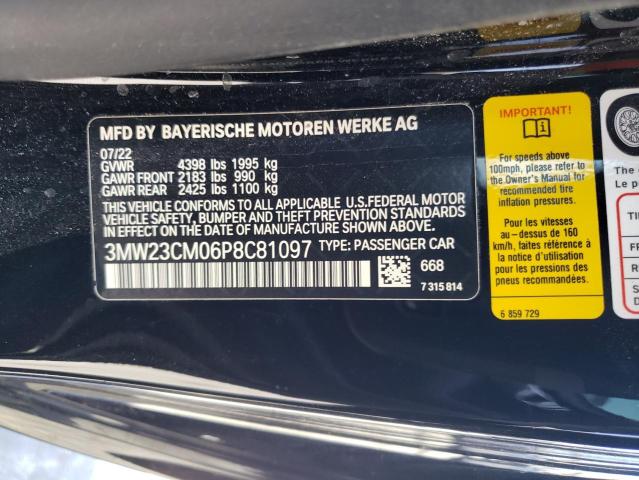 MFD BY BAYERISCHE MOTOREN WERKE AG
07/22
GVWR 4398 lbs 1995 kg
GAWR FRONT 2183 lbs 990 kg
GAWR REAR 2425 lbs 1100 kg
THIS VEHICLE CONFORMS TO ALL APPLICABLE U.S.FEDERAL MOTOR
VEHICLE SAFETY, BUMPER AND THEFT PREVENTION STANDARDS
IN EFFECT ON THE DATE OF MANUFACTURE SHOWN ABOVE.
3MW23CM06P8C81097 TYPE: PASSENGER CAR
668
7 315 814
IMPORTANT!
For speeds above
100mph, please refer to
the Owner's Manual for
recommended tire
inflation pressures.
Pour les vitesses
au - dessus de 160
km/h, faites référence à
la notice d'utilisation
pour les pressions des
pneus recommandées.
6 859 729
The
Le p
TI
FR
R
S
D